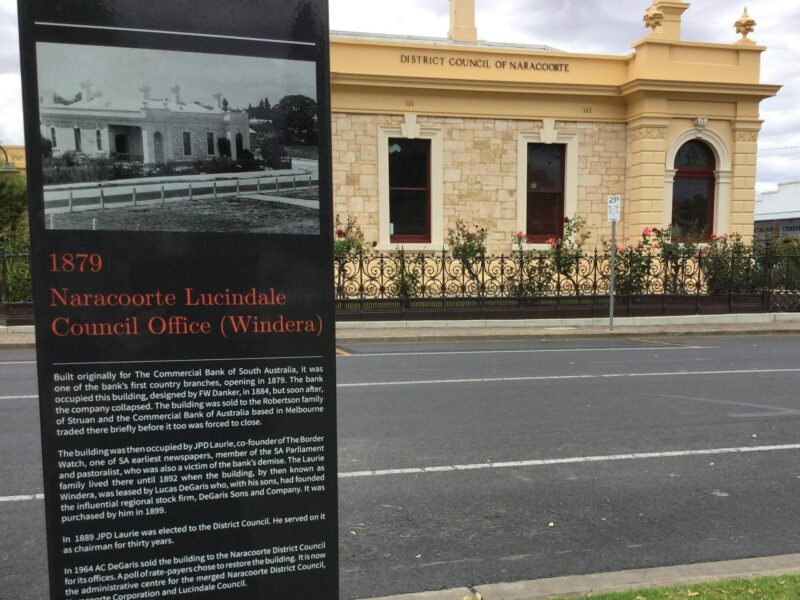 DISTRICT COUNCIL OF NARACOORTE
2P
1879
Naracoorte Lucindale
Council Office (Windera)
Built originally for The Commercial Bank of South Australia, it was
one of the bank's first country branches, opening in 1879. The bank
occupied this building, designed by FW Danker, in 1884, but soon after,
the company collapsed. The building was sold to the Robertson family
of Struan and the Commercial Bank of Australia based in Melbourne
traded there briefly before it too was forced to close.
The building was then occupied by JPD Laurie, co-founder of The Border
Watch, one of SA earliest newspapers, member of the SA Parliament
and pastoralist, who was also a victim of the bank's demise. The Laurie
family lived there until 1892 when the building, by then known as
Windera, was leased by Lucas DeGaris who, with his sons, had founded
the influential regional stock firm, DeGaris Sons and Company. It was
purchased by him in 1899.
In 1889 JPD Laurie was elected to the District Council. He served on it
as chairman for thirty years.
In 1964 AC DeGaris sold the building to the Naracoorte District Council
for its offices. A poll of rate-payers chose to restore the building. It is now
the administrative centre for the merged Naracoorte District Council,
Naracoorte Corporation and Lucindale Council.